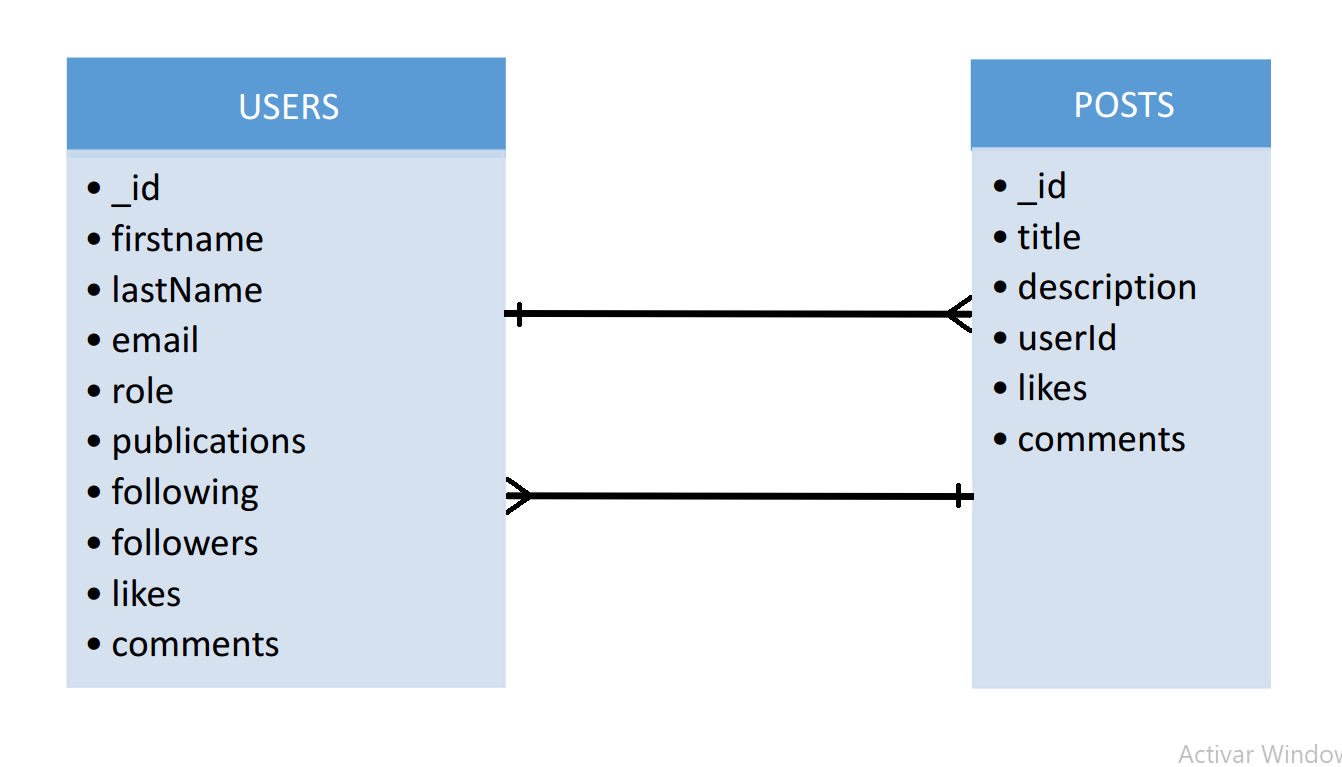 USERS
• _id
• firstname
• lastName
• email
• role
• publications
• following
• followers
• likes
• comments
POSTS
• _id
• title
• description
• userId
• likes
• comments
Activar